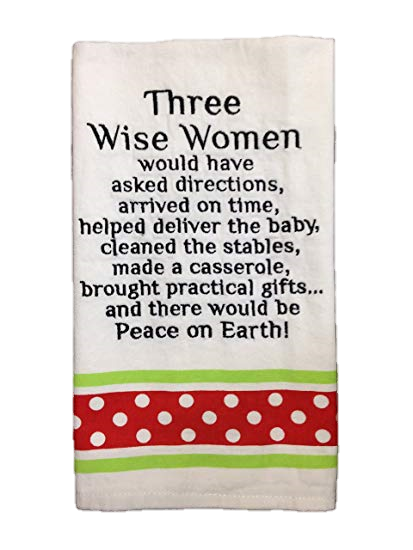 Three
Wise Women
would have
asked directions,
arrived on time,
helped deliver the baby,
cleaned the stables,
made a casserole,
brought practical gifts...
and there would be
Peace on Earth!